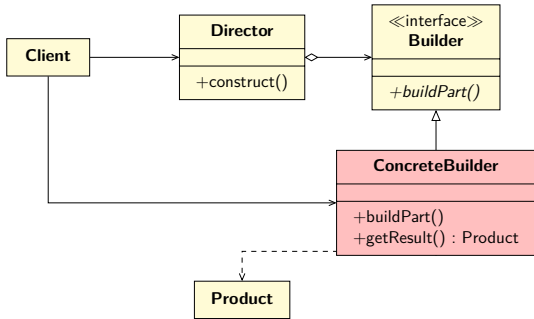 Client
Director
+construct()
≪interface≫
Builder
+buildPart()
ConcreteBuilder
+buildPart()
+getResult() : Product
Product